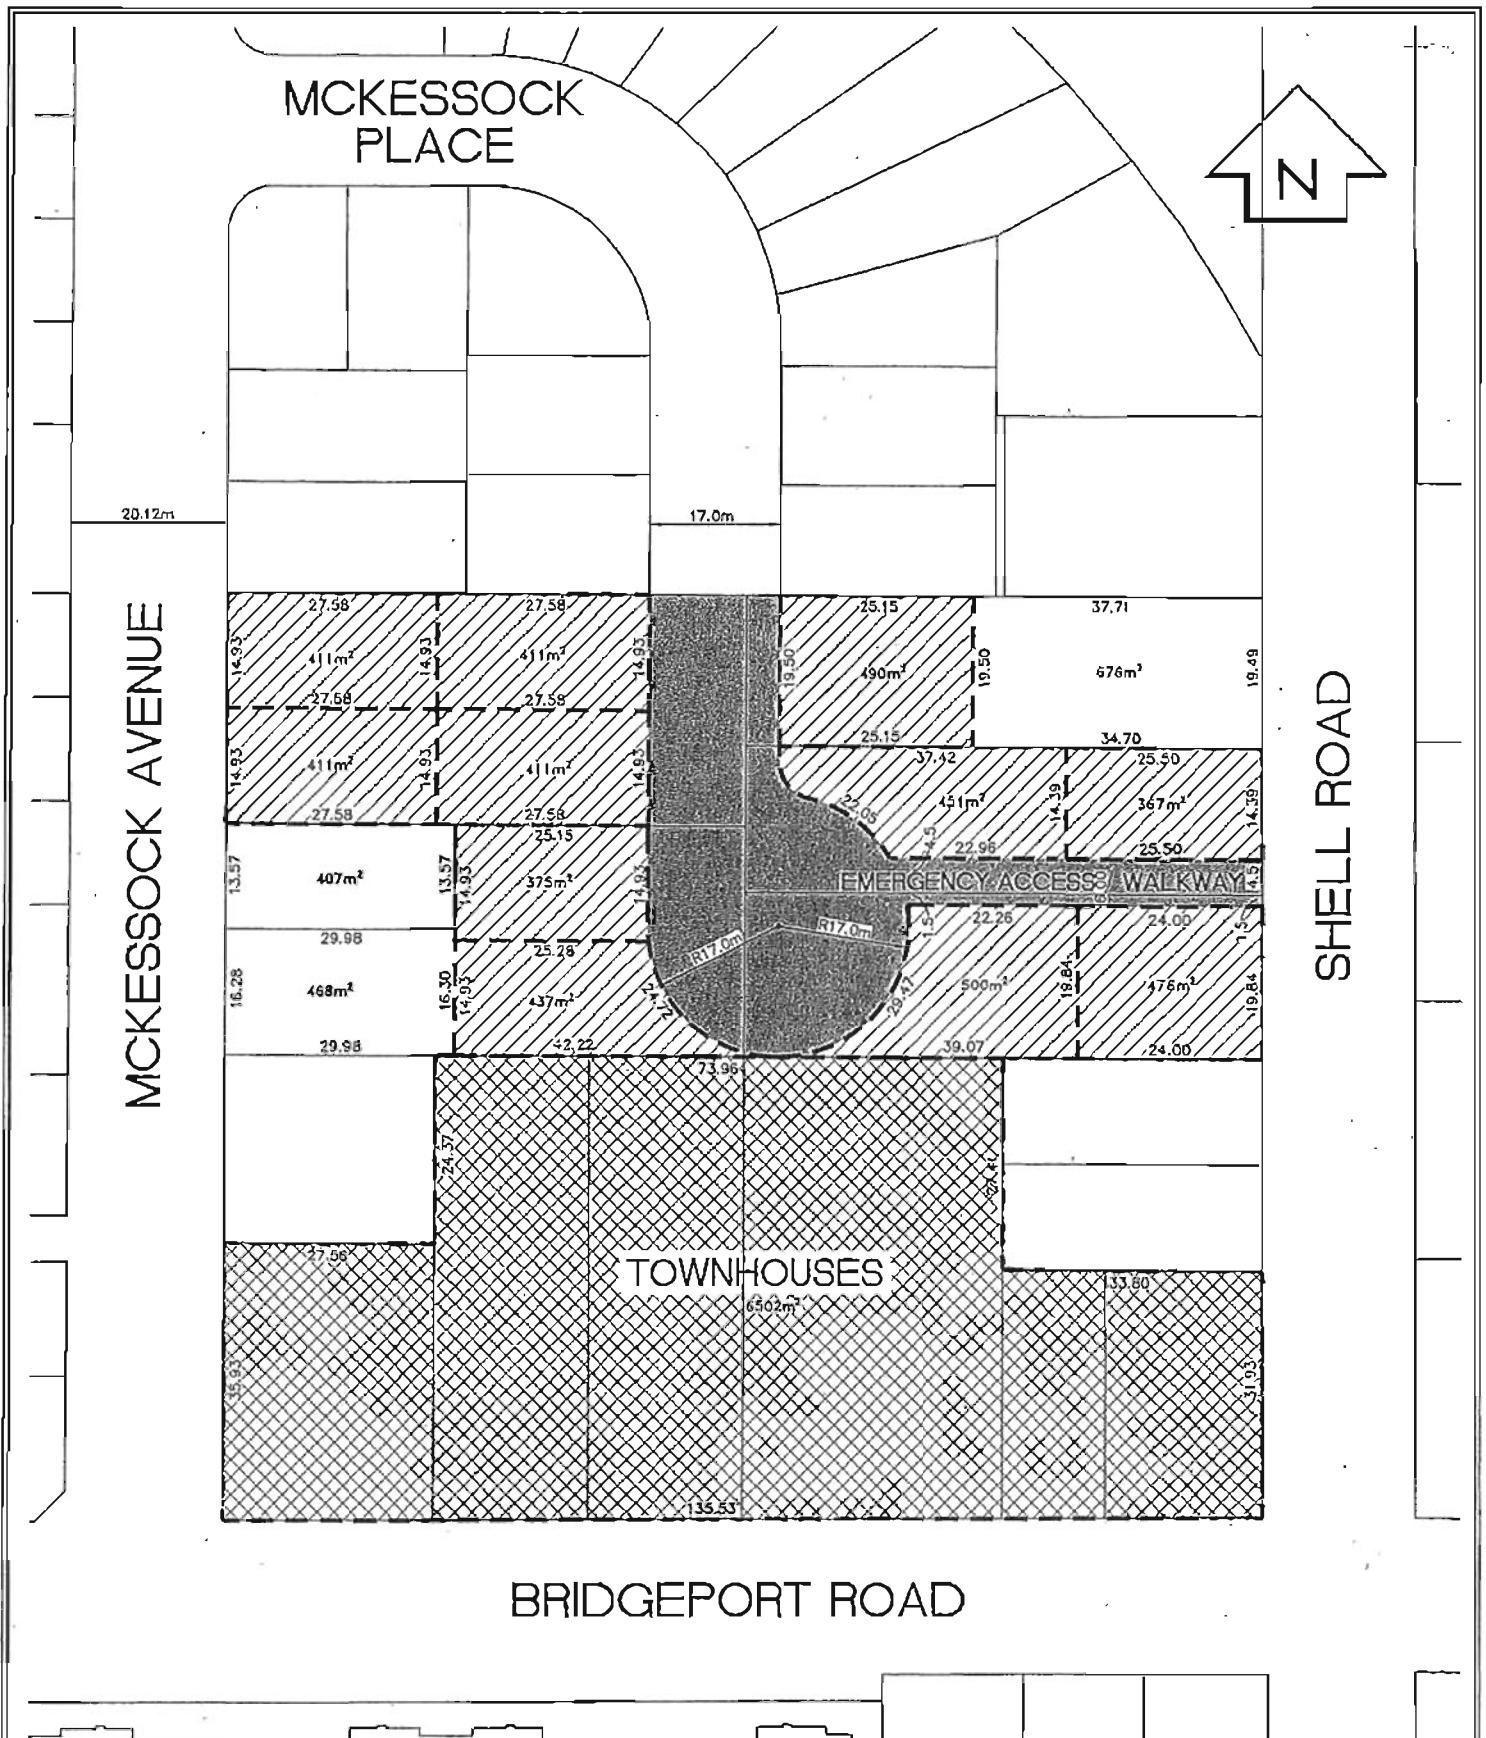 MCKESSOCK
PLACE
N
20.12m
17.0m
MCKESSOCK AVENUE
SHELL ROAD
27.58
27.58
25.15
37.71
14.93
411m²
14.93
411m²
14.93
19.50
490m²
19.50
676m²
19.49
27.58
27.58
25.15
34.70
37.42
25.50
14.93
411m²
14.93
411m²
14.93
22.05
451m²
14.39
367m²
14.39
27.58
27.58
25.15
4.5
22.96
25.50
13.57
407m²
13.57
14.93
375m²
14.93
EMERGENCY ACCESS
WALKWAY
4.5
29.98
25.28
R17.0m
R17.0m
1.5
22.26
24.00
1.5
16.28
468m²
16.30
14.93
437m²
24.72
29.47
500m²
19.84
476m²
19.84
29.98
42.22
39.07
24.00
73.96
24.37
27.56
TOWNHOUSES
6502m²
33.80
35.93
31.93
135.53
BRIDGEPORT ROAD